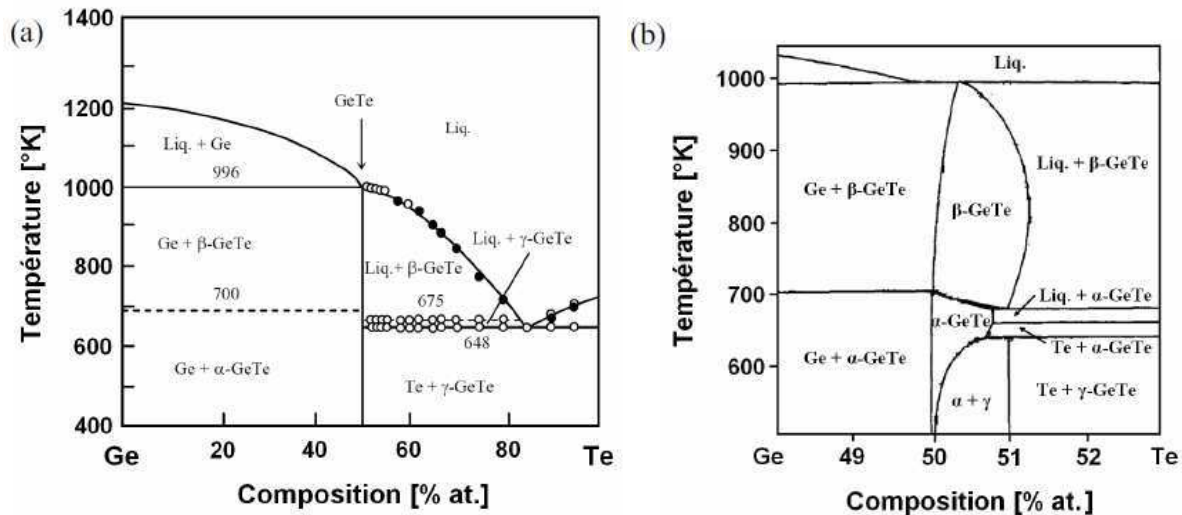 (a)
1400
1200
1000
800
600
400
Température [°K]
GeTe
Liq.
Liq. + Ge
996
Ge + β-GeTe
Liq. + γ-GeTe
Liq.+ β-GeTe
700
675
648
Ge + α-GeTe
Te + γ-GeTe
Ge
20
40
60
80
Te
Composition [% at.]
(b)
1000
900
800
700
600
Température [°K]
Liq.
Liq. + β-GeTe
Ge + β-GeTe
β-GeTe
Liq. + α-GeTe
α-GeTe
Te + α-GeTe
Ge + α-GeTe
α + γ
Te + γ-GeTe
Ge
49
50
51
52
Te
Composition [% at.]